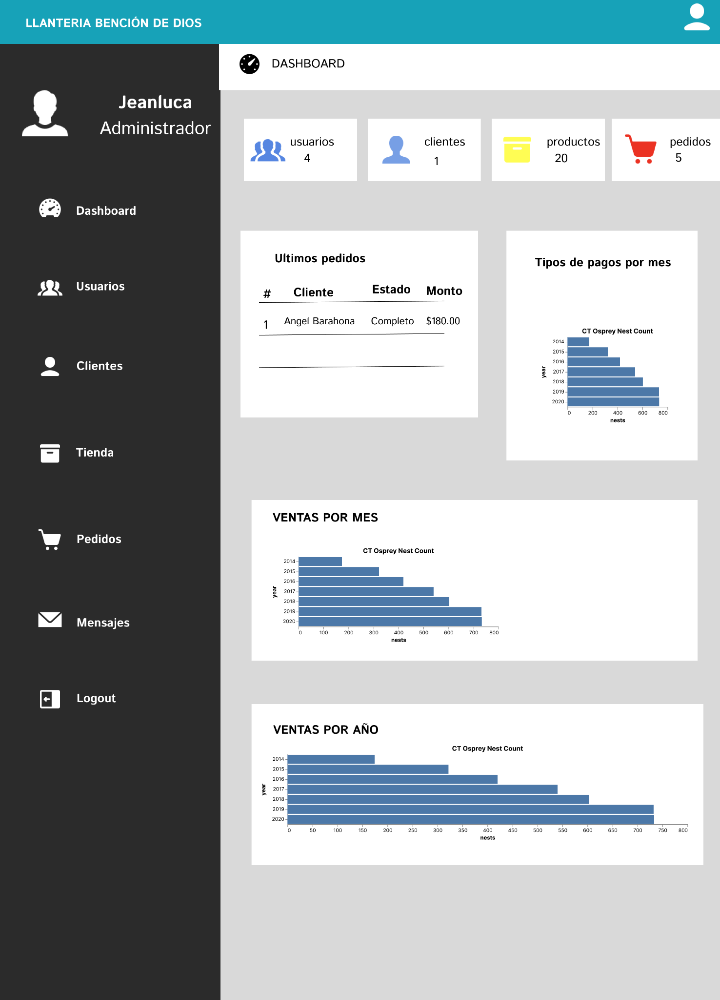 LLANTERIA BENCIÓN DE DIOS
DASHBOARD
Jeanluca
Administrador
Dashboard
Usuarios
Clientes
Tienda
Pedidos
Mensajes
Logout
usuarios
4
clientes
1
productos
20
pedidos
5
Ultimos pedidos
# Cliente Estado Monto
1 Angel Barahona Completo $180.00
Tipos de pagos por mes
CT Osprey Nest Count
year
2014
2015
2016
2017
2018
2019
2020
0 200 400 600 800
nests
VENTAS POR MES
CT Osprey Nest Count
year
2014
2015
2016
2017
2018
2019
2020
0 100 200 300 400 500 600 700 800
nests
VENTAS POR AÑO
CT Osprey Nest Count
year
2014
2015
2016
2017
2018
2019
2020
0 50 100 150 200 250 300 350 400 450 500 550 600 650 700 750 800
nests